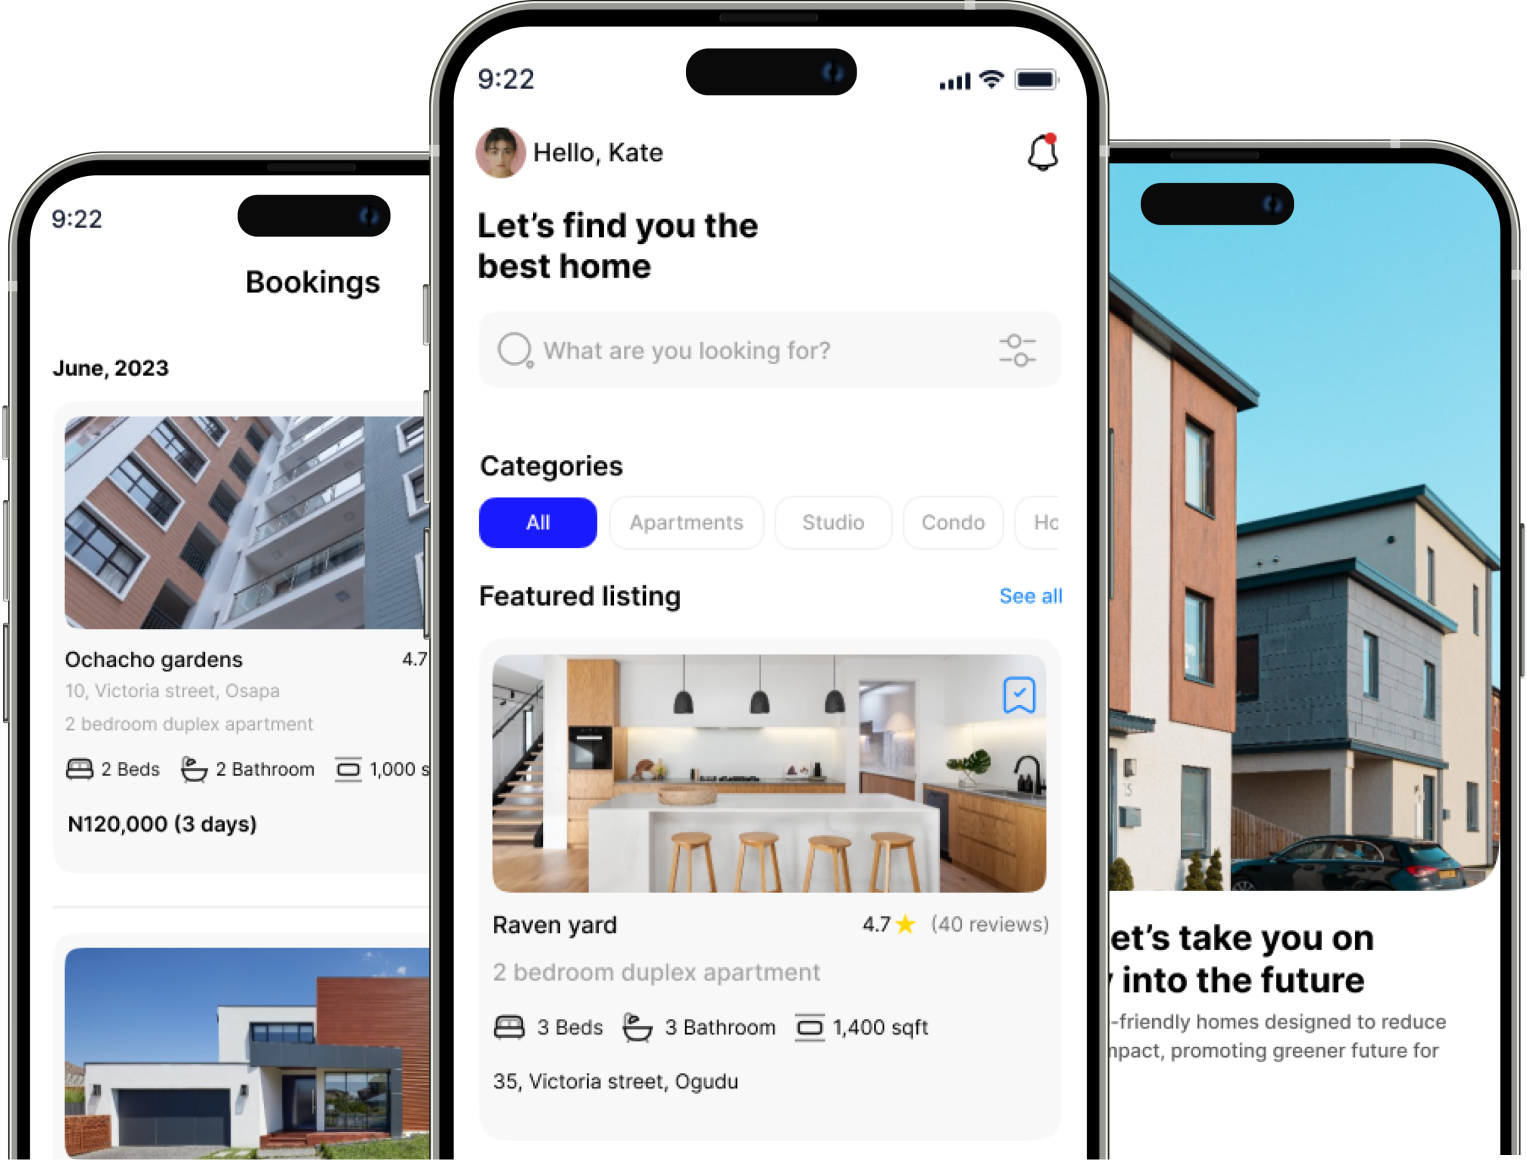 9:22
Bookings
June, 2023
Ochacho gardens
4.7
10, Victoria street, Osapa
2 bedroom duplex apartment
2 Beds
2 Bathroom
1,000 s
N120,000 (3 days)
9:22
Hello, Kate
Let's find you the
best home
What are you looking for?
Categories
All
Apartments
Studio
Condo
Ho
Featured listing
See all
Raven yard
4.7
(40 reviews)
2 bedroom duplex apartment
3 Beds
3 Bathroom
1,400 sqft
35, Victoria street, Ogudu
15
et's take you on
into the future
-friendly homes designed to reduce
mpact, promoting greener future for